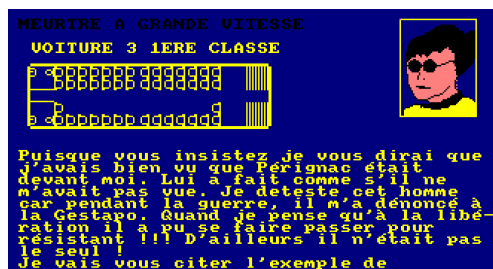 MEURTRE A GRANDE VITESSE
VOITURE 3 1ERE CLASSE
Puisque vous insistez je vous dirai que
j'avais bien vu que Pérignac était
devant moi. Lui a fait comme s'il ne
m'avait pas vue. Je déteste cet homme
car pendant la guerre, il m'a dénoncé à
la Gestapo. Quand je pense qu'à la libé-
ration il a pu se faire passer pour
résistant !!! D'ailleurs il n'était pas
le seul !
Je vais vous citer l'exemple de